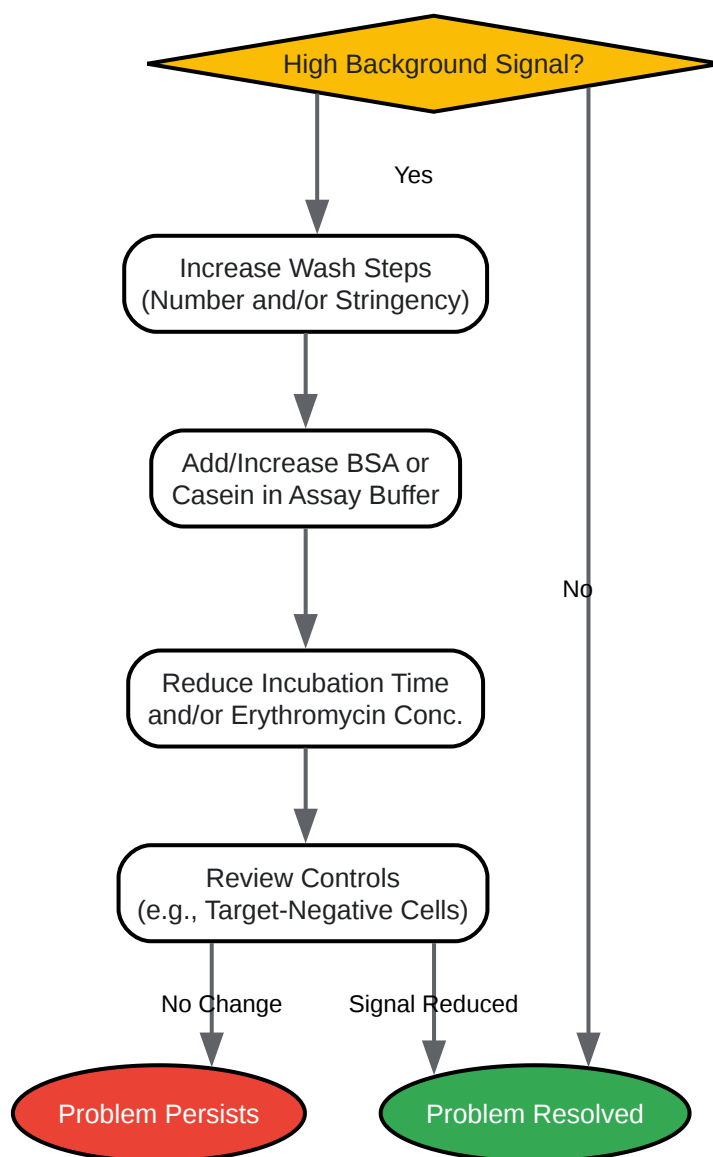 High Background Signal?
Yes
Increase Wash Steps
(Number and/or Stringency)
Add/Increase BSA or
Casein in Assay Buffer
No
Reduce Incubation Time
and/or Erythromycin Conc.
Review Controls
(e.g., Target-Negative Cells)
No Change
Signal Reduced
Problem Persists
Problem Resolved